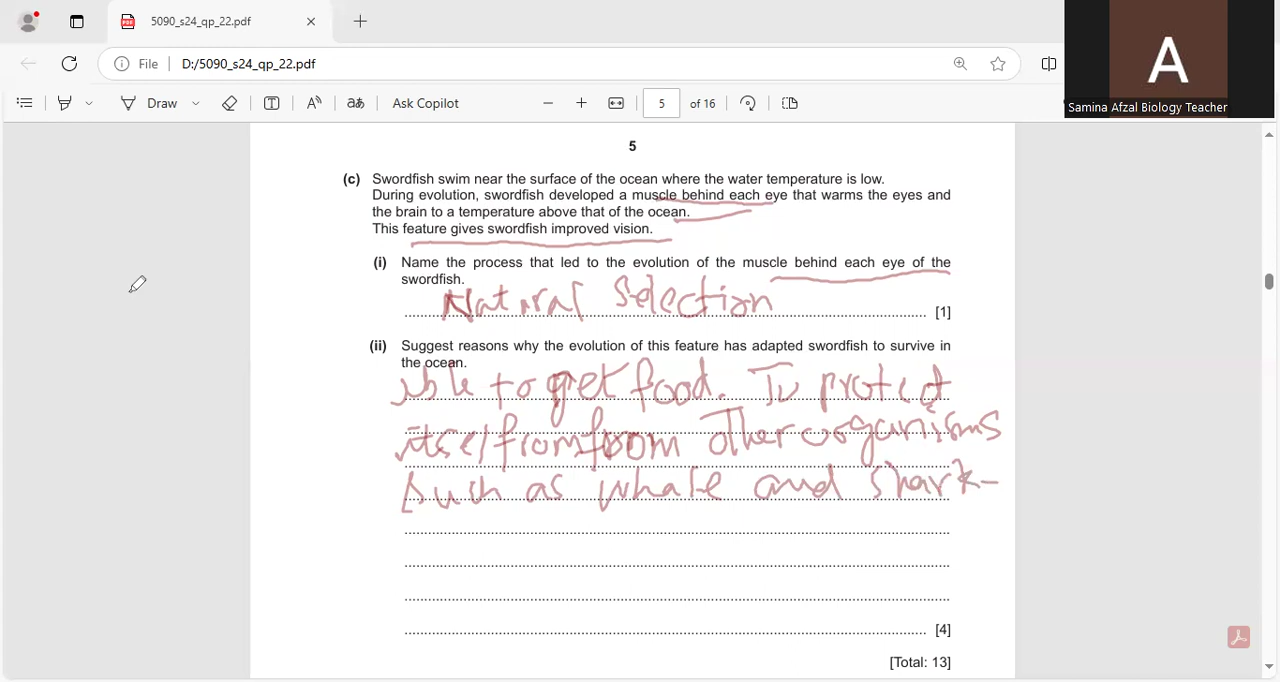 5090_s24_qp_22.pdf
File D:/5090_s24_qp_22.pdf
Draw Ask Copilot 5 of 16
A
Samina Afzal Biology Teacher
5
(c) Swordfish swim near the surface of the ocean where the water temperature is low.
During evolution, swordfish developed a muscle behind each eye that warms the eyes and
the brain to a temperature above that of the ocean.
This feature gives swordfish improved vision.
(i) Name the process that led to the evolution of the muscle behind each eye of the
swordfish.
Natural Selection
[1]
(ii) Suggest reasons why the evolution of this feature has adapted swordfish to survive in
the ocean.
able to get food. To protect
itself from from other organisms
such as whale and shark-
[4]
[Total: 13]